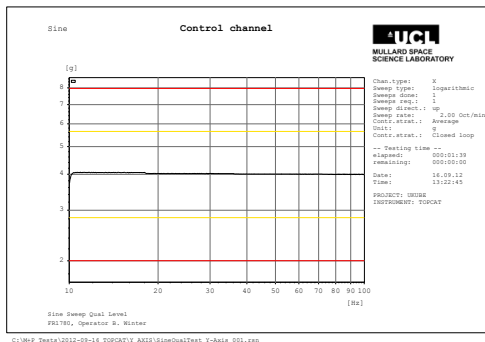 Sine
Control channel
UCL
MULLARD SPACE
SCIENCE LABORATORY
[g]
8
7
6
5
4
3
2
10
20
30
40
50
60
70
80
90
100
[Hz]
Chan.type: X
Sweep type: logarithmic
Sweeps done: 1
Sweeps req.: 1
Sweep direct.: up
Sweep rate: 2.00 Oct/min
Contr.strat.: Average
Unit: g
Contr.strat.: Closed loop
-- Testing time --
elapsed: 000:01:39
remaining: 000:00:00
Date: 16.09.12
Time: 13:22:45
PROJECT: UKUBE
INSTRUMENT: TOPCAT
Sine Sweep Qual Level
FR1780, Operator B. Winter
C:\M+P Tests\2012-09-16 TOPCAT\Y AXIS\SineQualTest Y-Axis 001.rsn